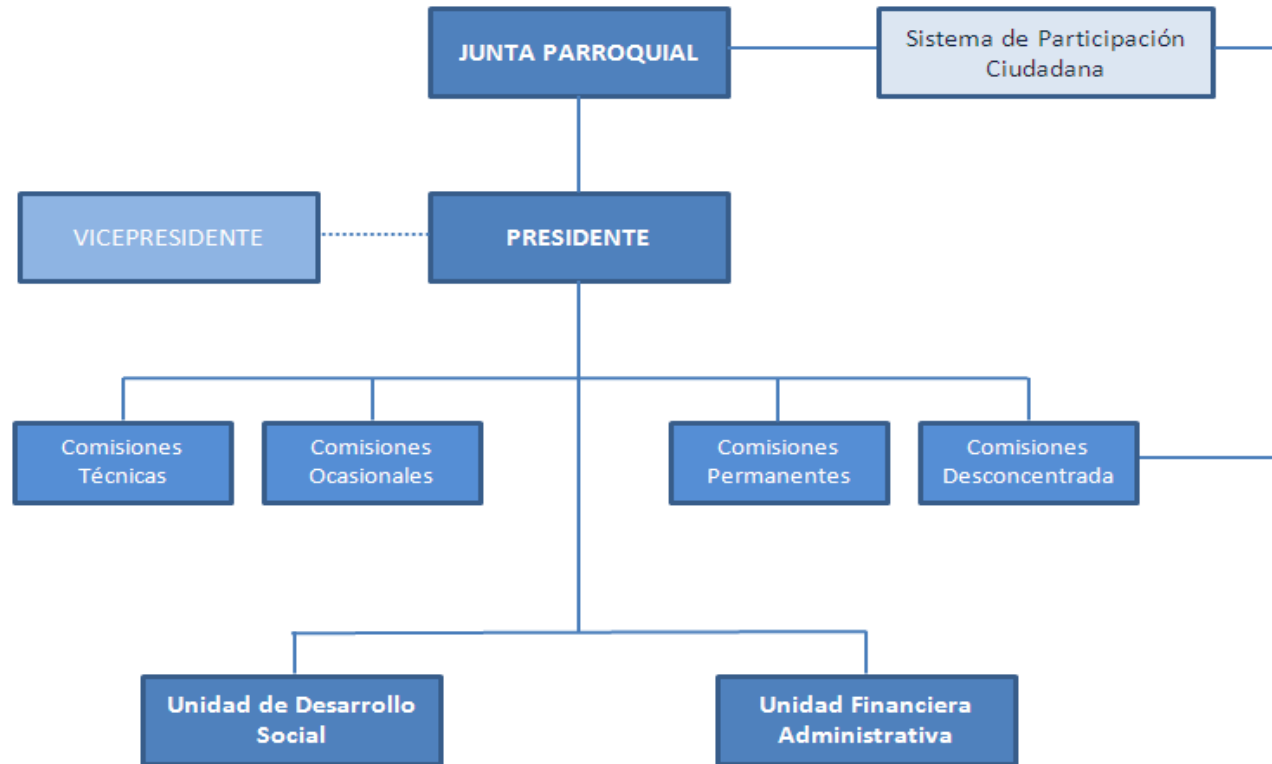 JUNTA PARROQUIAL
Sistema de Participación
Ciudadana
VICEPRESIDENTE
PRESIDENTE
Comisiones
Técnicas
Comisiones
Ocasionales
Comisiones
Permanentes
Comisiones
Desconcentrada
Unidad de Desarrollo
Social
Unidad Financiera
Administrativa